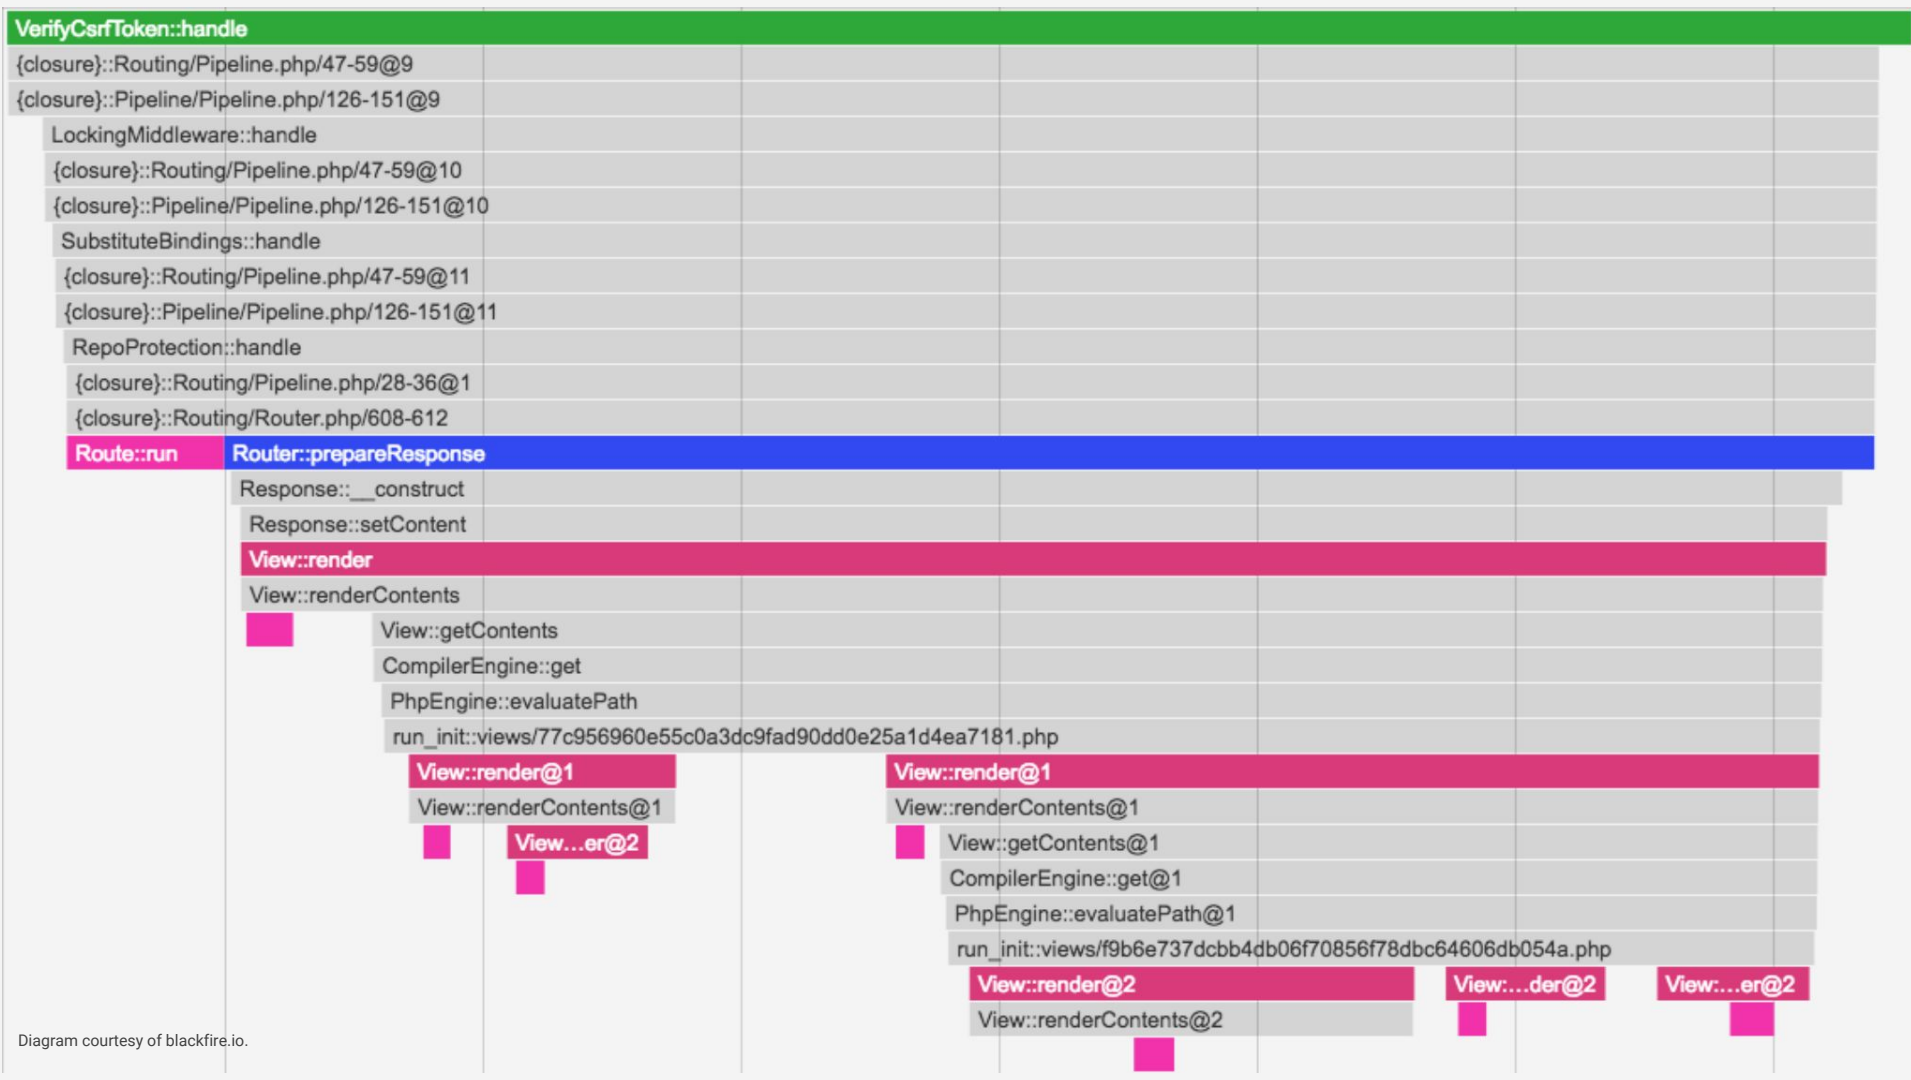 VerifyCsrfToken::handle
{closure}::Routing/Pipeline.php/47-59@9
{closure}::Pipeline/Pipeline.php/126-151@9
LockingMiddleware::handle
{closure}::Routing/Pipeline.php/47-59@10
{closure}::Pipeline/Pipeline.php/126-151@10
SubstituteBindings::handle
{closure}::Routing/Pipeline.php/47-59@11
{closure}::Pipeline/Pipeline.php/126-151@11
RepoProtection::handle
{closure}::Routing/Pipeline.php/28-36@1
{closure}::Routing/Router.php/608-612
Route::run Router::prepareResponse
Response::__construct
Response::setContent
View::render
View::renderContents
View::getContents
CompilerEngine::get
PhpEngine::evaluatePath
run_init::views/77c956960e55c0a3dc9fad90dd0e25a1d4ea7181.php
View::render@1 View::render@1
View::renderContents@1 View::renderContents@1
View…er@2 View::getContents@1
CompilerEngine::get@1
PhpEngine::evaluatePath@1
run_init::views/f9b6e737dcbb4db06f70856f78dbc64606db054a.php
View::render@2 View:…der@2 View:…er@2
View::renderContents@2
Diagram courtesy of blackfire.io.